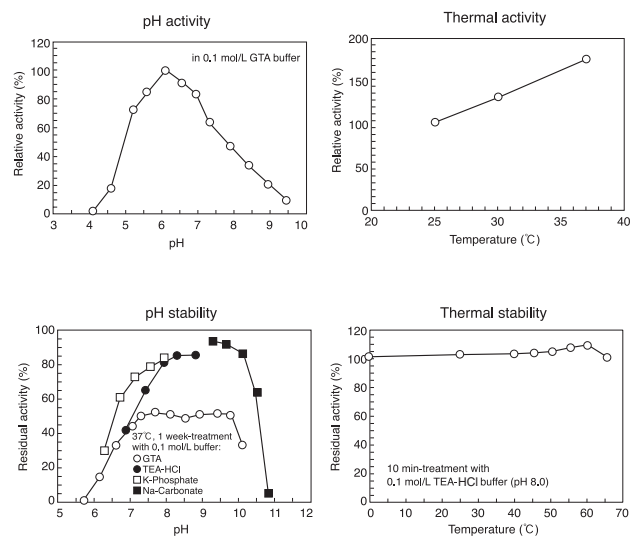 pH activity
in 0.1 mol/L GTA buffer
Relative activity (%)
120
100
80
60
40
20
0
3 4 5 6 7 8 9 10
pH
Thermal activity
Relative activity (%)
200
150
100
50
0
20 25 30 35 40
Temperature (℃)
pH stability
Residual activity (%)
100
80
60
40
20
0
37℃, 1 week-treatment
with 0,1 mol/L buffer:
GTA
TEA-HCl
K-Phosphate
Na-Carbonate
5 6 7 8 9 10 11 12
pH
Thermal stability
Residual activity (%)
120
100
80
60
40
20
0
10 min-treatment with
0.1 mol/L TEA-HCl buffer (pH 8.0)
0 10 20 30 40 50 60 70
Temperature (℃)